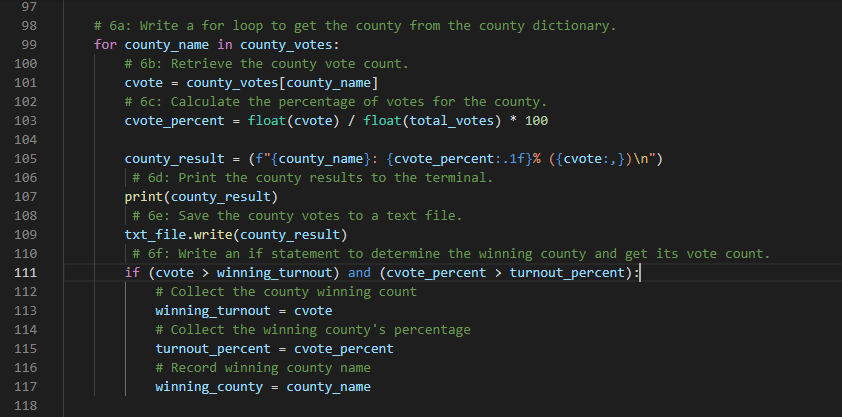 97
98 # 6a: Write a for loop to get the county from the county dictionary.
99 for county_name in county_votes:
100 # 6b: Retrieve the county vote count.
101 cvote = county_votes[county_name]
102 # 6c: Calculate the percentage of votes for the county.
103 cvote_percent = float(cvote) / float(total_votes) * 100
104
105 county_result = (f"{county_name}: {cvote_percent:.1f}% ({cvote:,})\n")
106 # 6d: Print the county results to the terminal.
107 print(county_result)
108 # 6e: Save the county votes to a text file.
109 txt_file.write(county_result)
110 # 6f: Write an if statement to determine the winning county and get its vote count.
111 if (cvote > winning_turnout) and (cvote_percent > turnout_percent):
112 # Collect the county winning count
113 winning_turnout = cvote
114 # Collect the winning county's percentage
115 turnout_percent = cvote_percent
116 # Record winning county name
117 winning_county = county_name
118